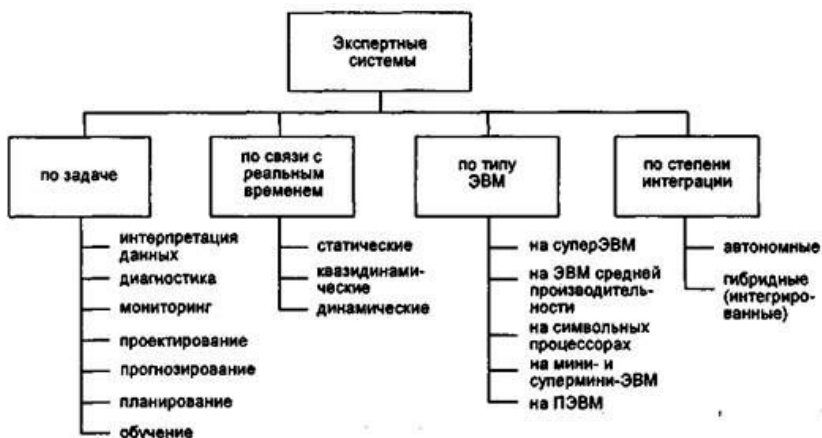 Экспертные
системы
по задаче
по связи с
реальным
временем
по типу
ЭВМ
по степени
интеграции
интерпретация
данных
диагностика
мониторинг
проектирование
прогнозирование
планирование
обучение
статические
квазидинами-
ческие
динамические
на суперЭВМ
на ЭВМ средней
производитель-
ности
на символьных
процессорах
на мини- и
супермини-ЭВМ
на ПЭВМ
автономные
гибридные
(интегриро-
ванные)